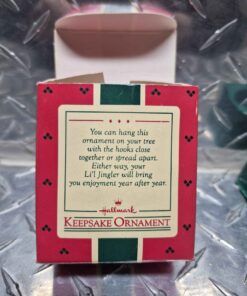 You can hang this
ornament on your tree
with the hooks close
together or spread apart.
Either way, your
Li'l Jingler will bring
you enjoyment year after year.
Hallmark
KEEPSAKE ORNAMENT